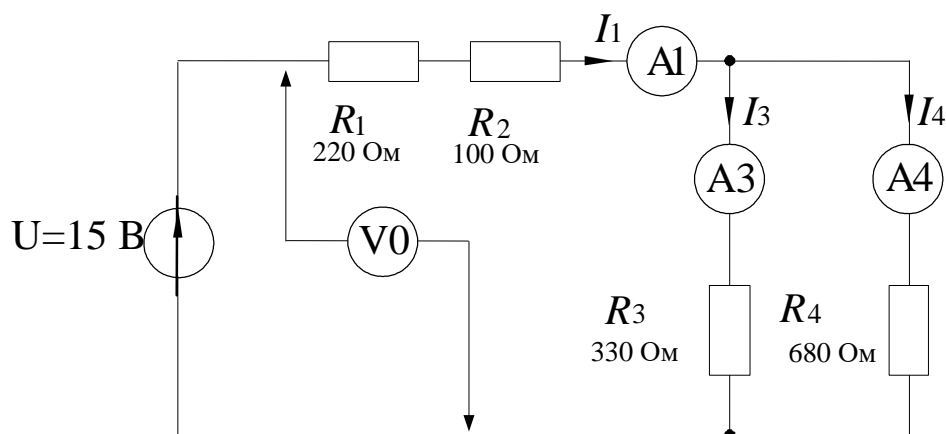 I1
A1
R1
220 Ом
R2
100 Ом
I3
I4
A3
A4
U=15 В
V0
R3
330 Ом
R4
680 Ом